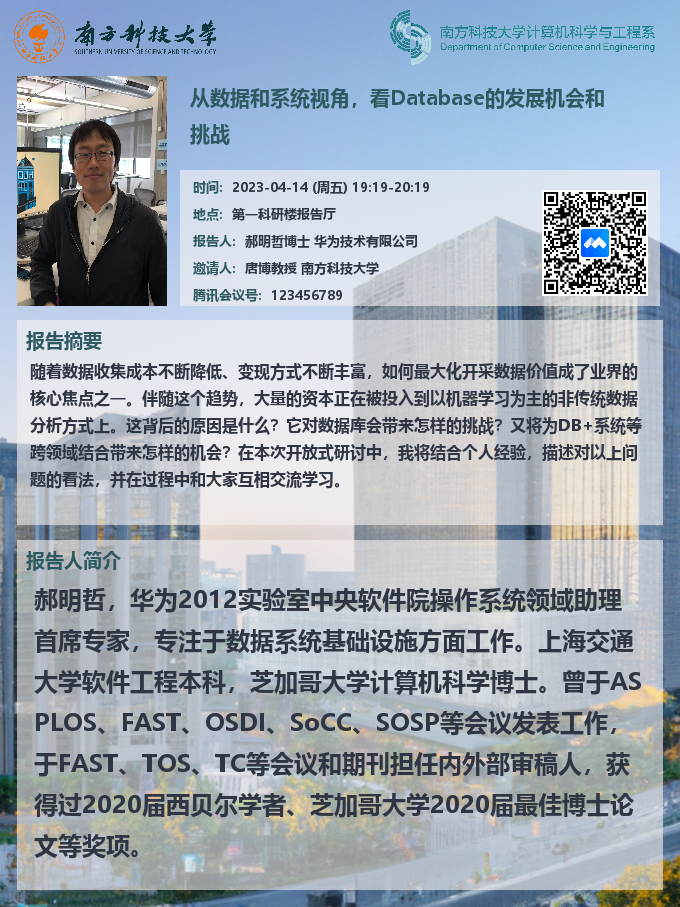 南方科技大学
SOUTHERN UNIVERSITY OF SCIENCE AND TECHNOLOGY
南方科技大学计算机科学与工程系
Department of Computer Science and Engineering
从数据和系统视角，看Database的发展机会和
挑战
时间：2023-04-14 (周五) 19:19-20:19
地点：第一科研楼报告厅
报告人：郝明哲博士 华为技术有限公司
邀请人：唐博教授 南方科技大学
腾讯会议号：123456789
报告摘要
随着数据收集成本不断降低、变现方式不断丰富，如何最大化开采数据价值成了业界的
核心焦点之一。伴随这个趋势，大量的资本正在被投入到以机器学习为主的非传统数据
分析方式上。这背后的原因是什么？它对数据库会带来怎样的挑战？又将为DB+系统等
跨领域结合带来怎样的机会？在本次开放式研讨中，我将结合个人经验，描述对以上问
题的看法，并在过程中和大家互相交流学习。
报告人简介
郝明哲，华为2012实验室中央软件院操作系统领域助理
首席专家，专注于数据系统基础设施方面工作。上海交通
大学软件工程本科，芝加哥大学计算机科学博士。曾于AS
PLOS、FAST、OSDI、SoCC、SOSP等会议发表工作，
于FAST、TOS、TC等会议和期刊担任内外部审稿人，获
得过2020届西贝尔学者、芝加哥大学2020届最佳博士论
文等奖项。